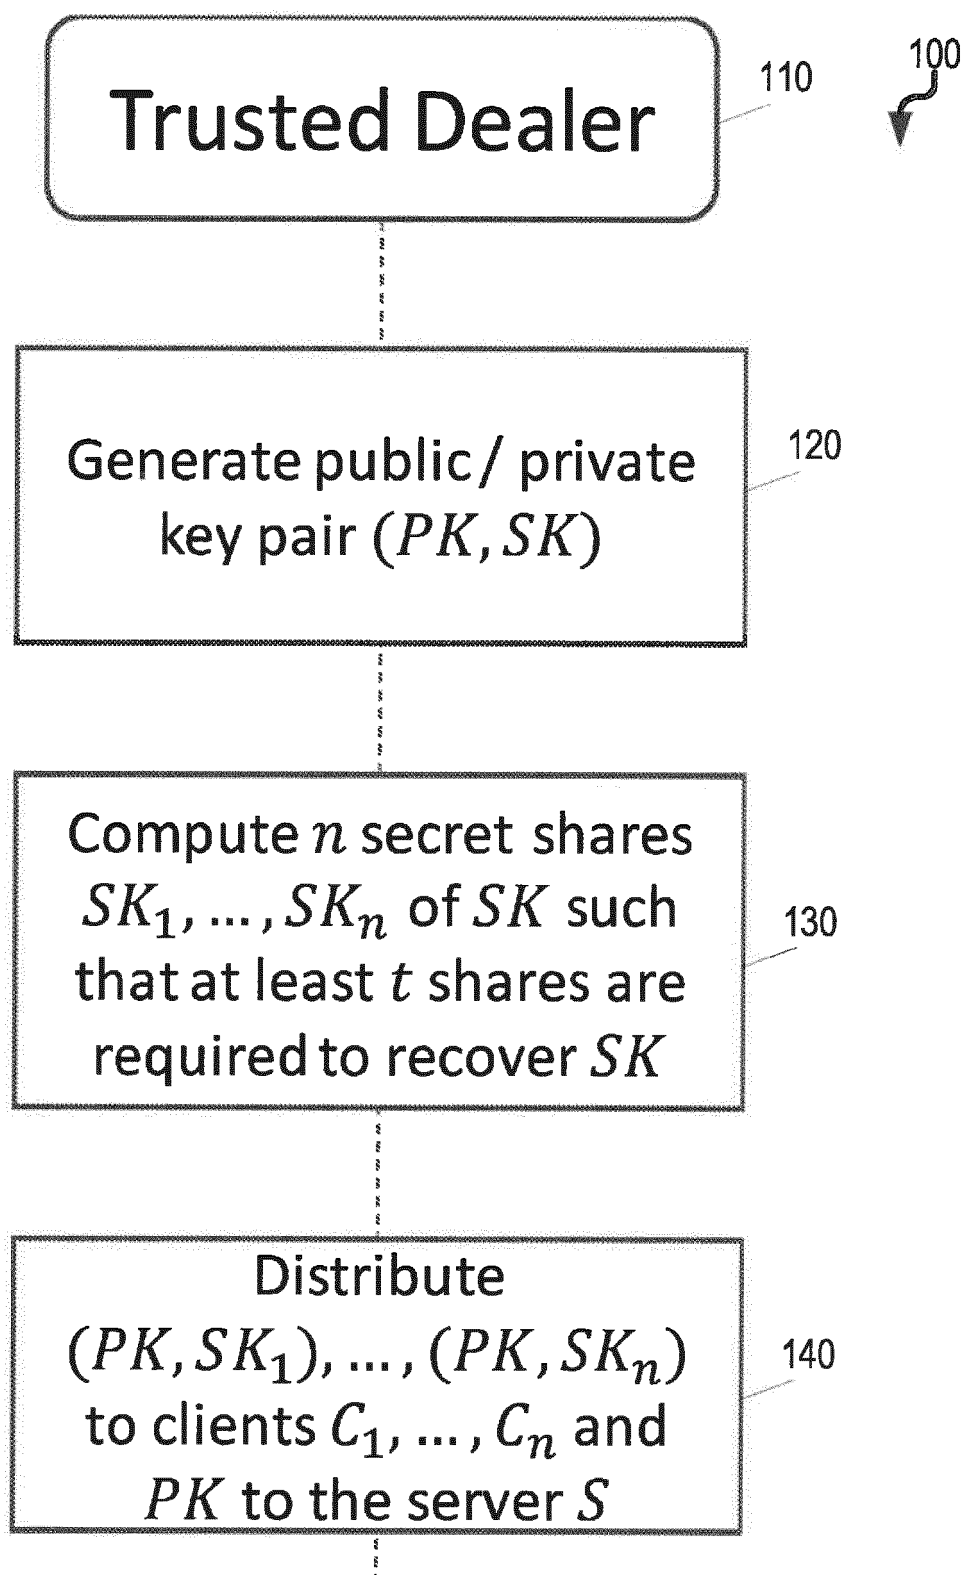 Trusted Dealer
110
100
Generate public / private
key pair (PK, SK)
120
Compute n secret shares
SK₁, ..., SKₙ of SK such
that at least t shares are
required to recover SK
130
Distribute
(PK, SK₁), ..., (PK, SKₙ)
to clients C₁, ..., Cₙ and
PK to the server S
140